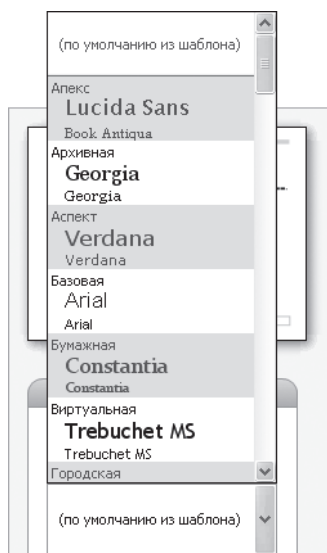 (по умолчанию из шаблона)
Апекс
Lucida Sans
Book Antiqua
Архивная
Georgia
Georgia
Аспект
Verdana
Verdana
Базовая
Arial
Arial
Бумажная
Constantia
Constantia
Виртуальная
Trebuchet MS
Trebuchet MS
Городская
(по умолчанию из шаблона)